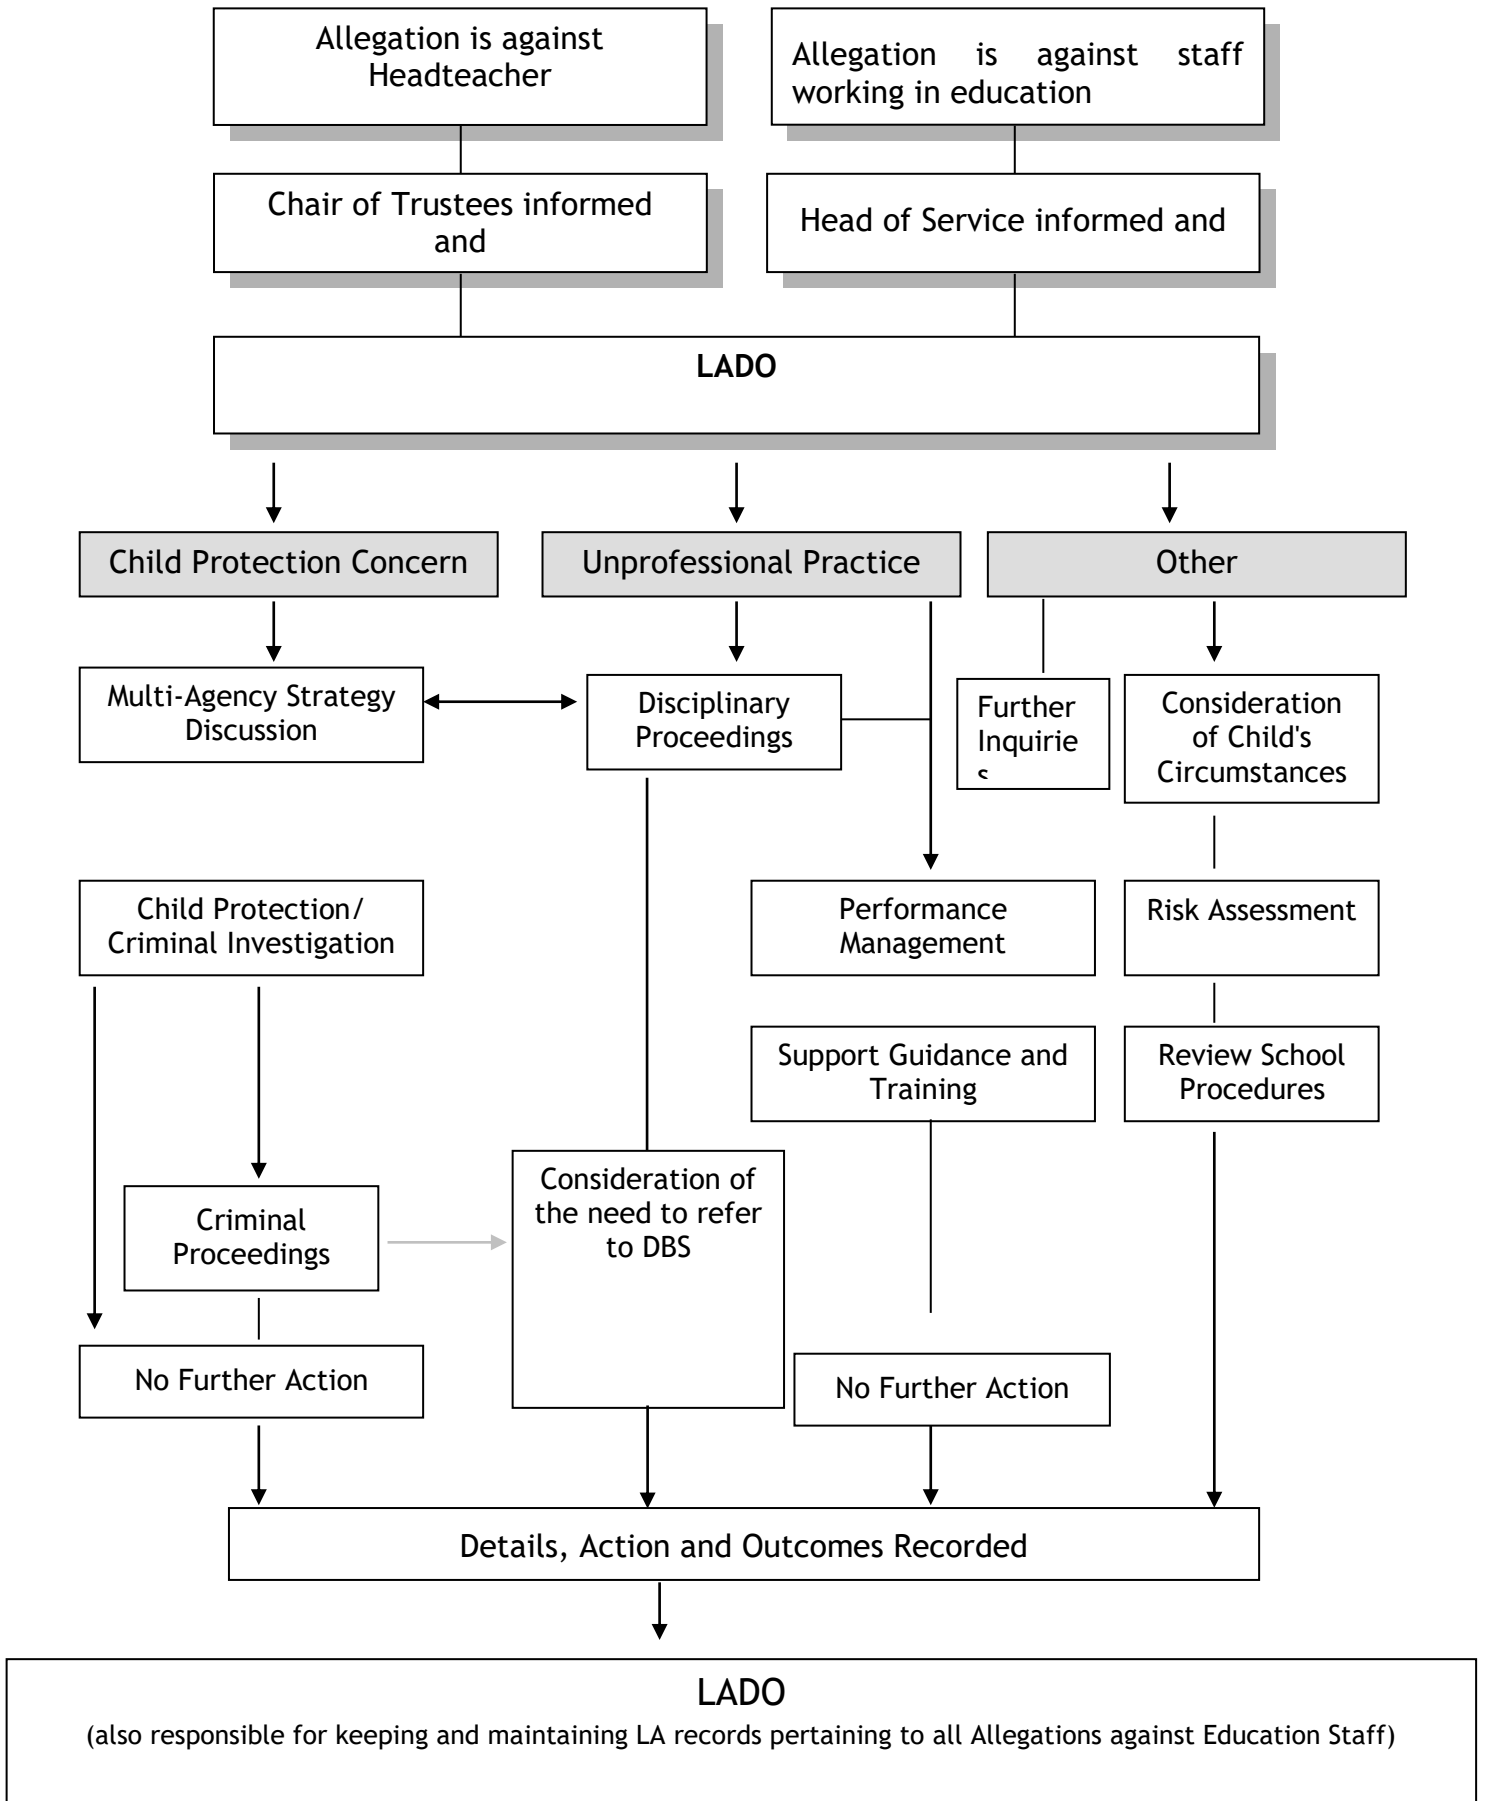 Allegation is against
Headteacher
Allegation is against staff
working in education
Chair of Trustees informed
and
Head of Service informed and
LADO
Child Protection Concern
Unprofessional Practice
Other
Multi-Agency Strategy
Discussion
Disciplinary
Proceedings
Further
Inquirie
s
Consideration
of Child's
Circumstances
Child Protection/
Criminal Investigation
Performance
Management
Risk Assessment
Support Guidance and
Training
Review School
Procedures
Criminal
Proceedings
Consideration of
the need to refer
to DBS
No Further Action
No Further Action
Details, Action and Outcomes Recorded
LADO
(also responsible for keeping and maintaining LA records pertaining to all Allegations against Education Staff)